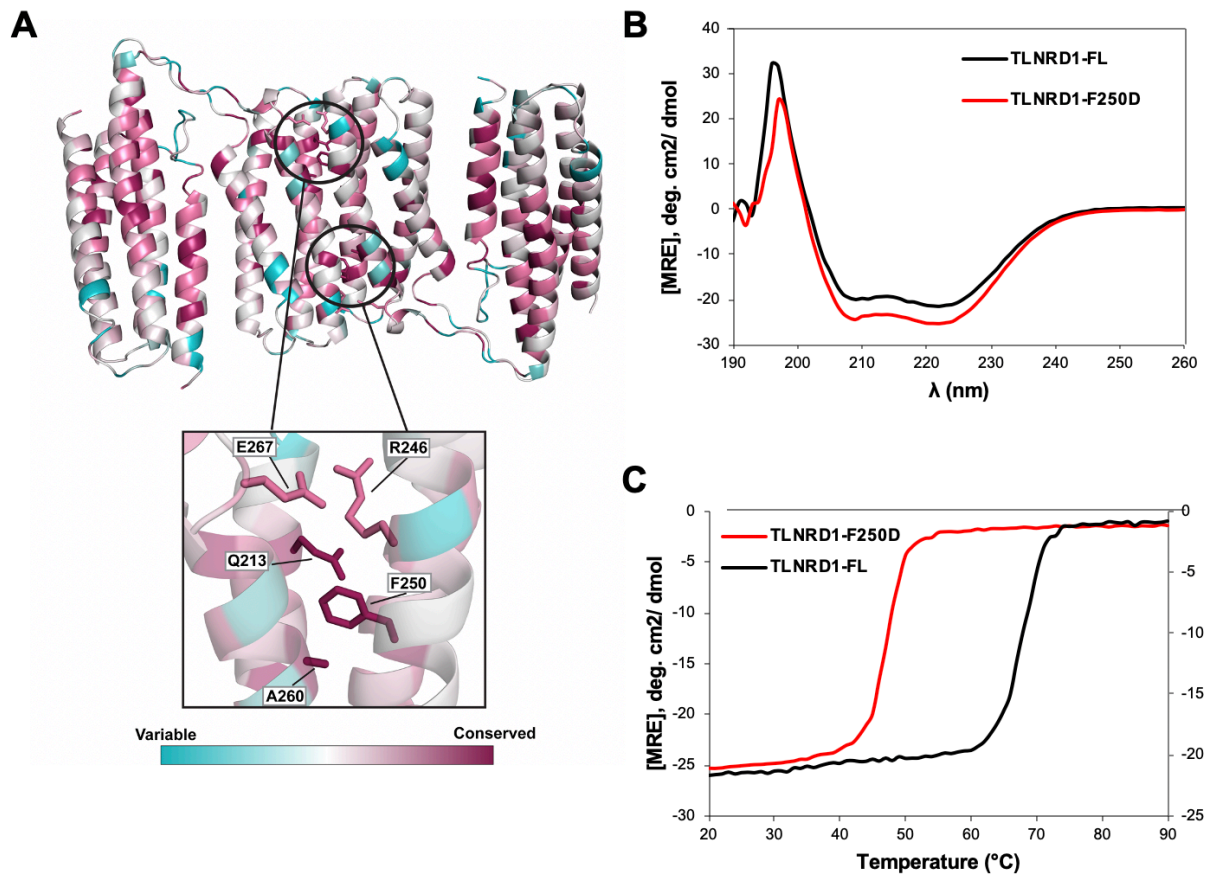 A
E267
R246
Q213
F250
A260
Variable
Conserved
B
[MRE], deg. cm2/ dmol
40
30
20
10
0
-10
-20
-30
TLNRD1-FL
TLNRD1-F250D
190 200 210 220 230 240 250 260
λ (nm)
C
[MRE], deg. cm2/ dmol
0
-5
-10
-15
-20
-25
-30
TLNRD1-F250D
TLNRD1-FL
0
-5
-10
-15
-20
-25
20 30 40 50 60 70 80 90
Temperature (°C)